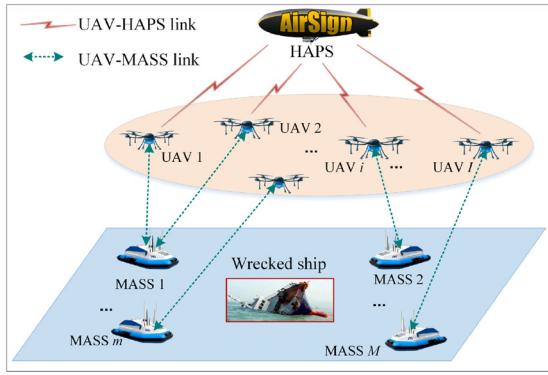 UAV-HAPS link
AirSign
HAPS
UAV-MASS link
UAV 1
UAV 2
...
UAV i
...
UAV I
MASS 1
Wrecked ship
MASS 2
...
...
MASS m
MASS M